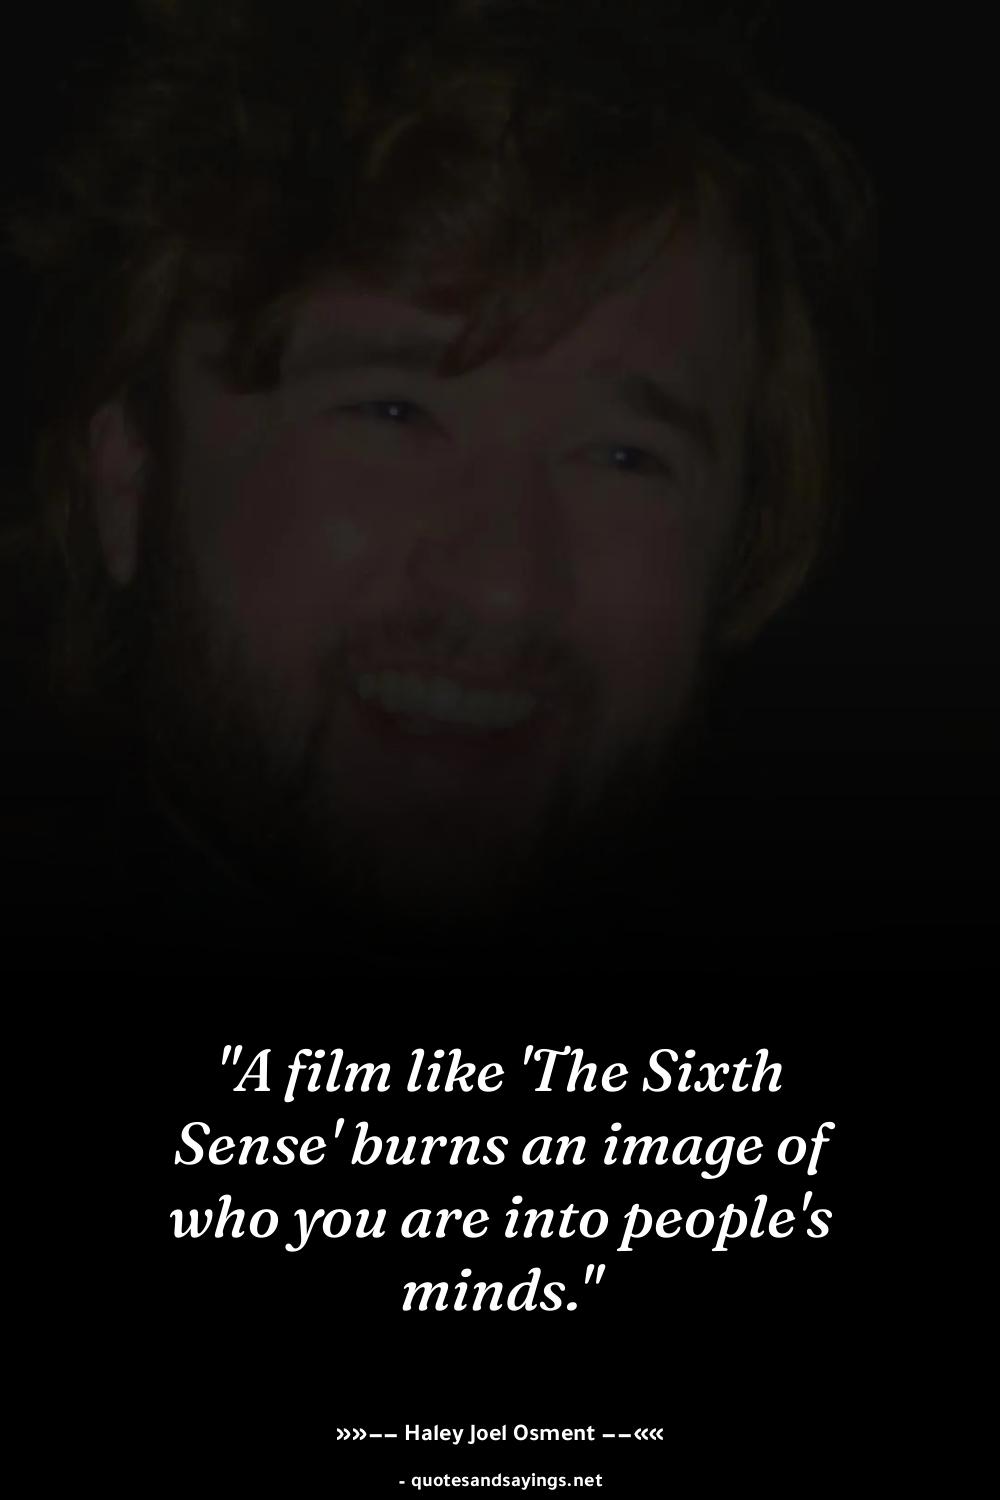 "A film like 'The Sixth
Sense' burns an image of
who you are into people's
minds."
»»−− Haley Joel Osment −−««
- quotesandsayings.net